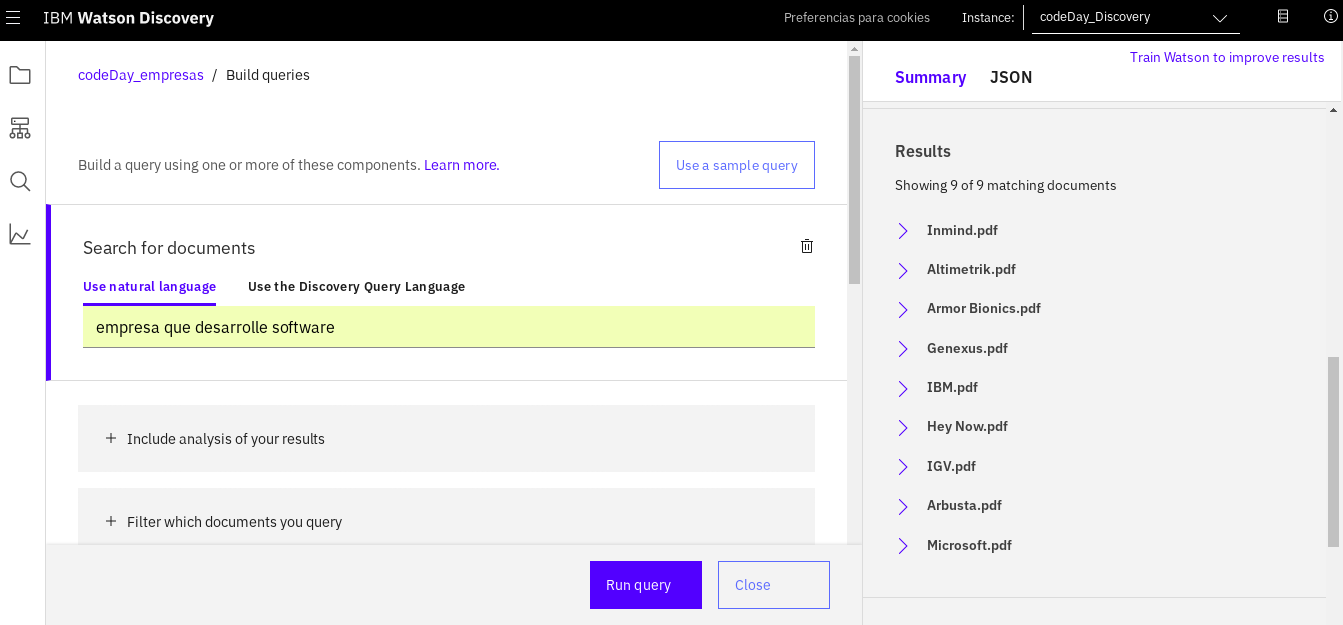 IBM Watson Discovery
Preferencias para cookies
Instance:
codeDay_Discovery
codeDay_empresas / Build queries
Build a query using one or more of these components. Learn more.
Use a sample query
Search for documents
Use natural language
Use the Discovery Query Language
empresa que desarrolle software
+ Include analysis of your results
+ Filter which documents you query
Run query
Close
Train Watson to improve results
Summary
JSON
Results
Showing 9 of 9 matching documents
Inmind.pdf
Altimetrik.pdf
Armor Bionics.pdf
Genexus.pdf
IBM.pdf
Hey Now.pdf
IGV.pdf
Arbusta.pdf
Microsoft.pdf